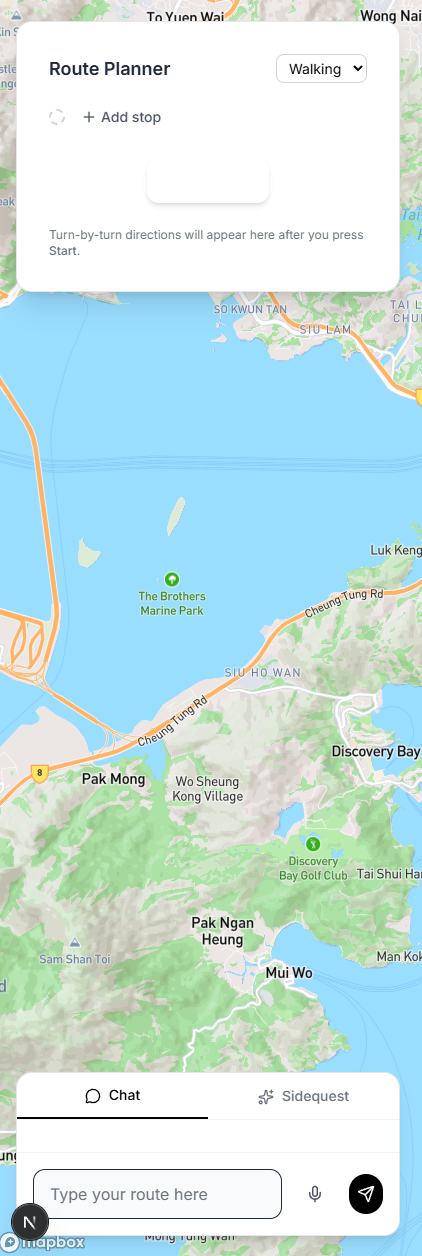 To Yuen Wai
Wong Nai
Route Planner
Walking
+ Add stop
Turn-by-turn directions will appear here after you press
Start.
SO KWUN TAN
SIU LAM
TAI L
CHU
Luk Keng
The Brothers
Marine Park
Cheung Tung Rd
SIU HO WAN
Cheung Tung Rd
Discovery Bay
8
Pak Mong
Wo Sheung
Kong Village
Discovery
Bay Golf Club
Tai Shui Han
Pak Ngan
Heung
Man Kok
Sam Shan Toi
Mui Wo
Chat
Sidequest
Type your route here
N
mapbox
Mong Tung Wan